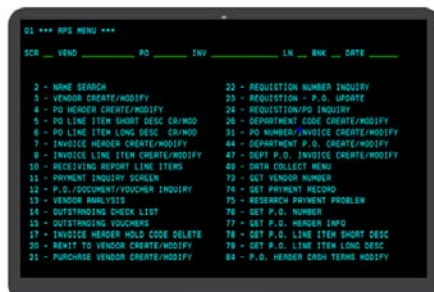 01 *** APS MENU ***
SCR __ VEND ________ PO ________ INV ____________ LN __ BNK __ DATE ______
2 - NAME SEARCH
3 - VENDOR CREATE/MODIFY
4 - PO HEADER CREATE/MODIFY
5 - PO LINE ITEM SHORT DESC CR/MOD
6 - PO LINE ITEM LONG DESC CR/MOD
7 - INVOICE HEADER CREATE/MODIFY
8 - INVOICE LINE ITEM CREATE/MODIFY
10 - RECEIVING REPORT LINE ITEMS
11 - PAYMENT INQUIRY SCREEN
12 - P.O./DOCUMENT/VOUCHER INQUIRY
13 - VENDOR ANALYSIS
14 - OUTSTANDING CHECK LIST
15 - OUTSTANDING VOUCHERS
17 - INVOICE HEADER HOLD CODE DELETE
20 - REMIT TO VENDOR CREATE/MODIFY
21 - PURCHASE VENDOR CREATE/MODIFY
22 - REQUISTION NUMBER INQUIRY
23 - REQUISTION - P.O. UPDATE
24 - REQUISTION/PO INQUIRY
26 - DEPARTMENT CODE CREATE/MODIFY
31 - PO NUMBER/INVOICE CREATE/MODIFY
44 - DEPARTMENT P.O. CREATE/MODIFY
47 - DEPT P.O. INVOICE CREATE/MODIFY
49 - DATA COLLECT MENU
73 - GET VENDOR NUMBER
74 - GET PAYMENT RECORD
75 - RESEARCH PAYMENT PROBLEM
76 - GET P.O. NUMBER
77 - GET P.O. HEADER INFO
78 - GET P.O. LINE ITEM SHORT DESC
79 - GET P.O. LINE ITEM LONG DESC
84 - P.O. HEADER CASH TERMS MODIFY